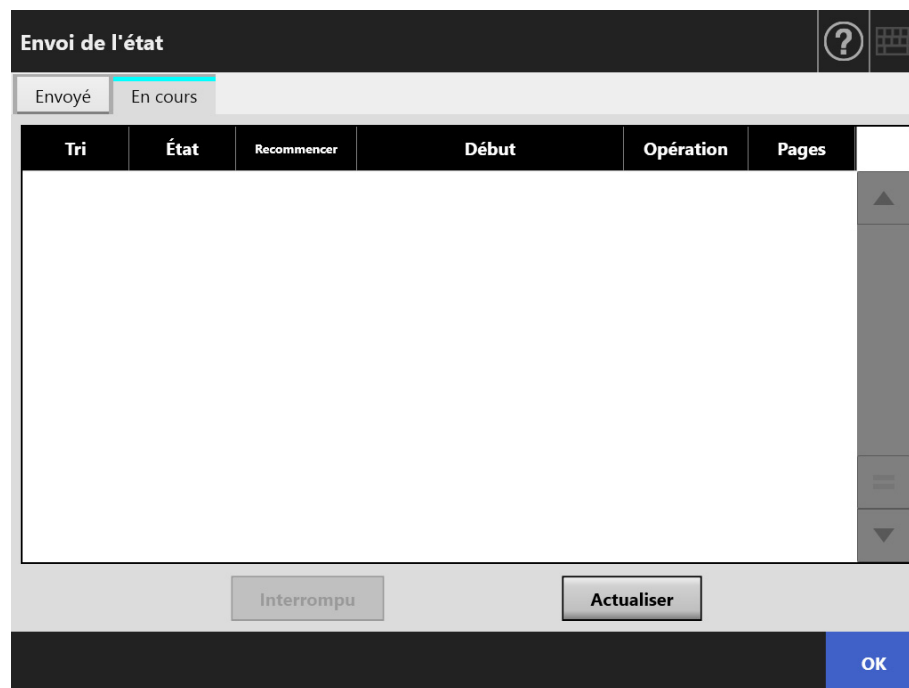 Envoi de l'état
?
Envoyé En cours
Tri État Recommencer Début Opération Pages
Interrompu Actualiser
OK